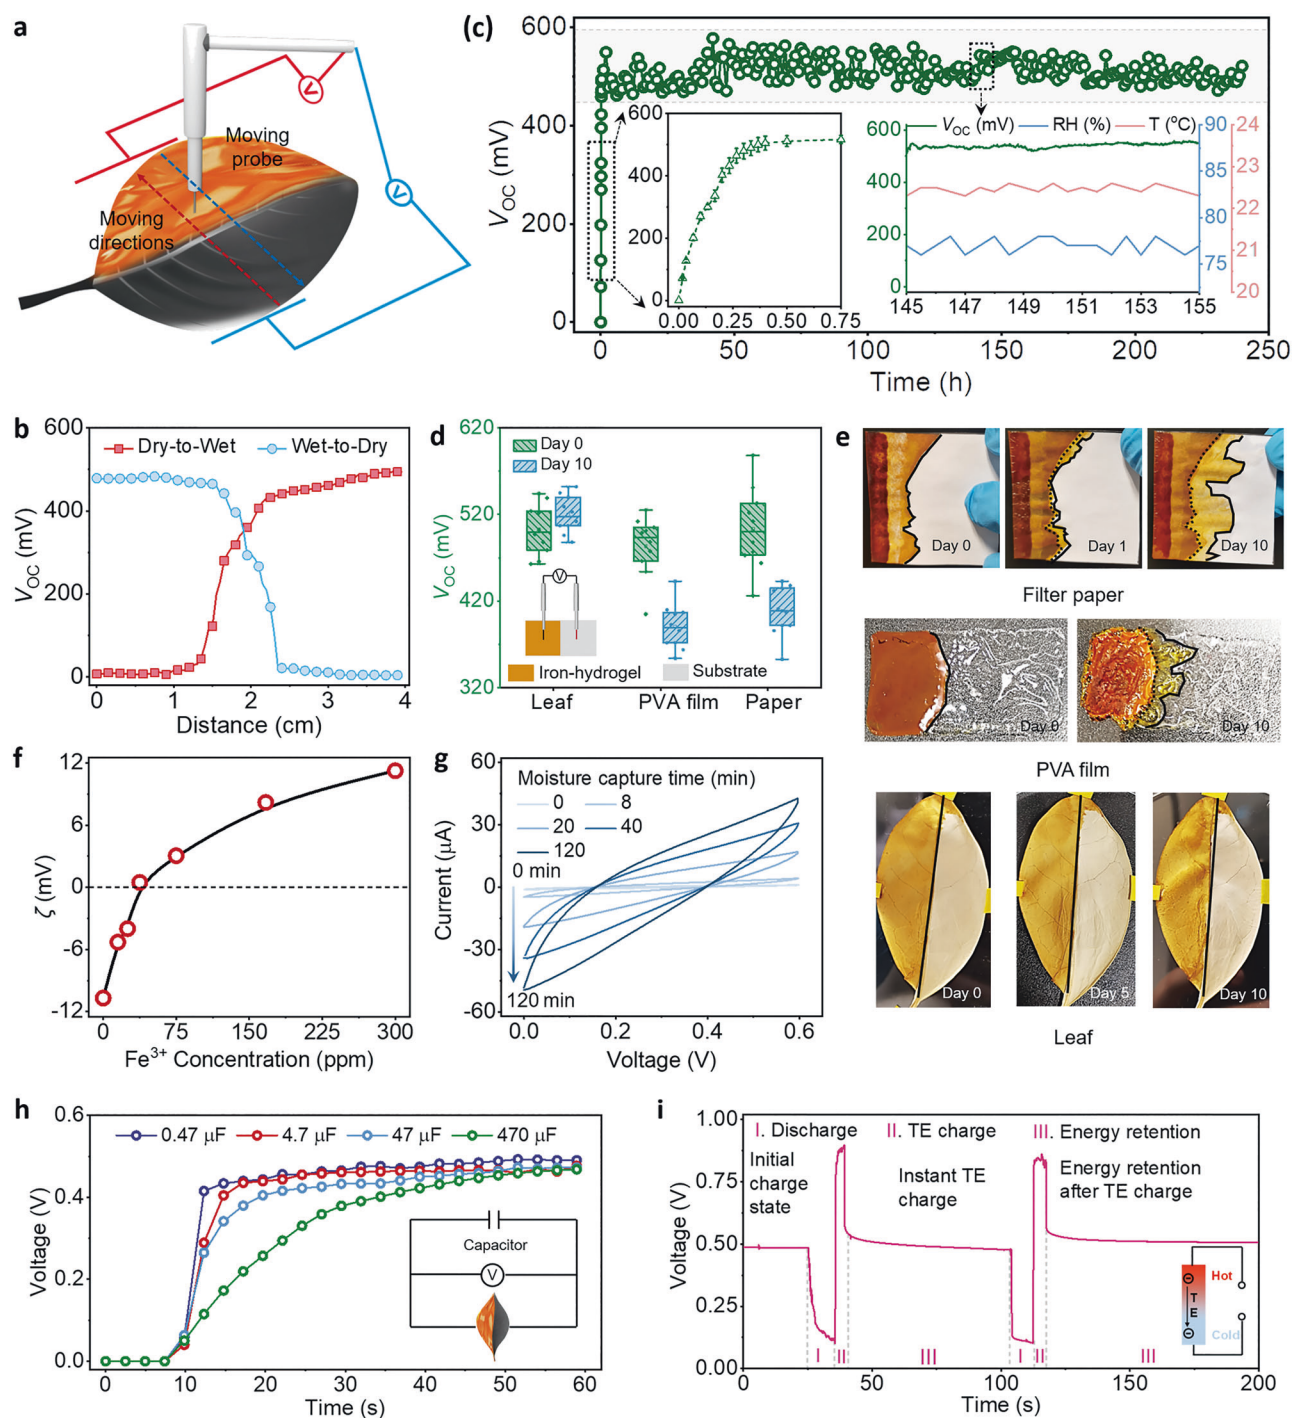 a
Moving
probe
Moving
directions
V
V
(c)
600
400
200
0
V_OC (mV)
0
50
100
150
200
250
Time (h)
600
400
200
0
0.00
0.25
0.50
0.75
V_OC (mV)
RH (%)
T (°C)
600
400
200
0
90
85
80
75
24
23
22
21
20
145
147
149
151
153
155
b
600
400
200
0
V_OC (mV)
Dry-to-Wet
Wet-to-Dry
0
1
2
3
4
Distance (cm)
d
620
520
420
320
V_OC (mV)
Day 0
Day 10
V
Iron-hydrogel
Substrate
Leaf
PVA film
Paper
e
Day 0
Day 1
Day 10
Filter paper
Day 0
Day 10
PVA film
Day 0
Day 5
Day 10
Leaf
f
12
6
0
-6
-12
ζ (mV)
0
75
150
225
300
Fe³⁺ Concentration (ppm)
g
60
30
0
-30
-60
Current (μA)
Moisture capture time (min)
0
8
20
40
120
0 min
120 min
0.0
0.2
0.4
0.6
Voltage (V)
h
0.6
0.4
0.2
0.0
Voltage (V)
0.47 μF
4.7 μF
47 μF
470 μF
Capacitor
V
0
10
20
30
40
50
60
Time (s)
i
1.00
0.75
0.50
0.25
0.00
Voltage (V)
I. Discharge
II. TE charge
III. Energy retention
Initial
charge
state
Instant TE
charge
Energy retention
after TE charge
I
II
III
I
II
III
Hot
T
E
Cold
0
50
100
150
200
Time (s)